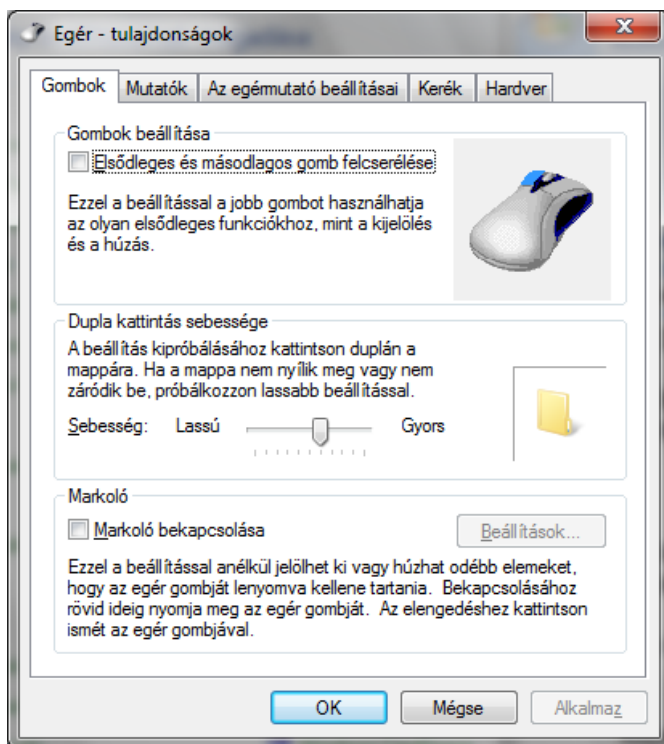 Egér - tulajdonságok
Gombok Mutatók Az egérmutató beállításai Kerék Hardver
Gombok beállítása
Elsődleges és másodlagos gomb felcserélése
Ezzel a beállítással a jobb gombot használhatja
az olyan elsődleges funkciókhoz, mint a kijelölés
és a húzás.
Dupla kattintás sebessége
A beállítás kipróbálásához kattintson duplán a
mappára. Ha a mappa nem nyílik meg vagy nem
záródik be, próbálkozzon lassabb beállítással.
Sebesség: Lassú Gyors
Markoló
Markoló bekapcsolása Beállítások...
Ezzel a beállítással anélkül jelölhet ki vagy húzhat odébb elemeket,
hogy az egér gombját lenyomva kellene tartania. Bekapcsolásához
rövid ideig nyomja meg az egér gombját. Az elengedéshez kattintson
ismét az egér gombjával.
OK Mégse Alkalmaz